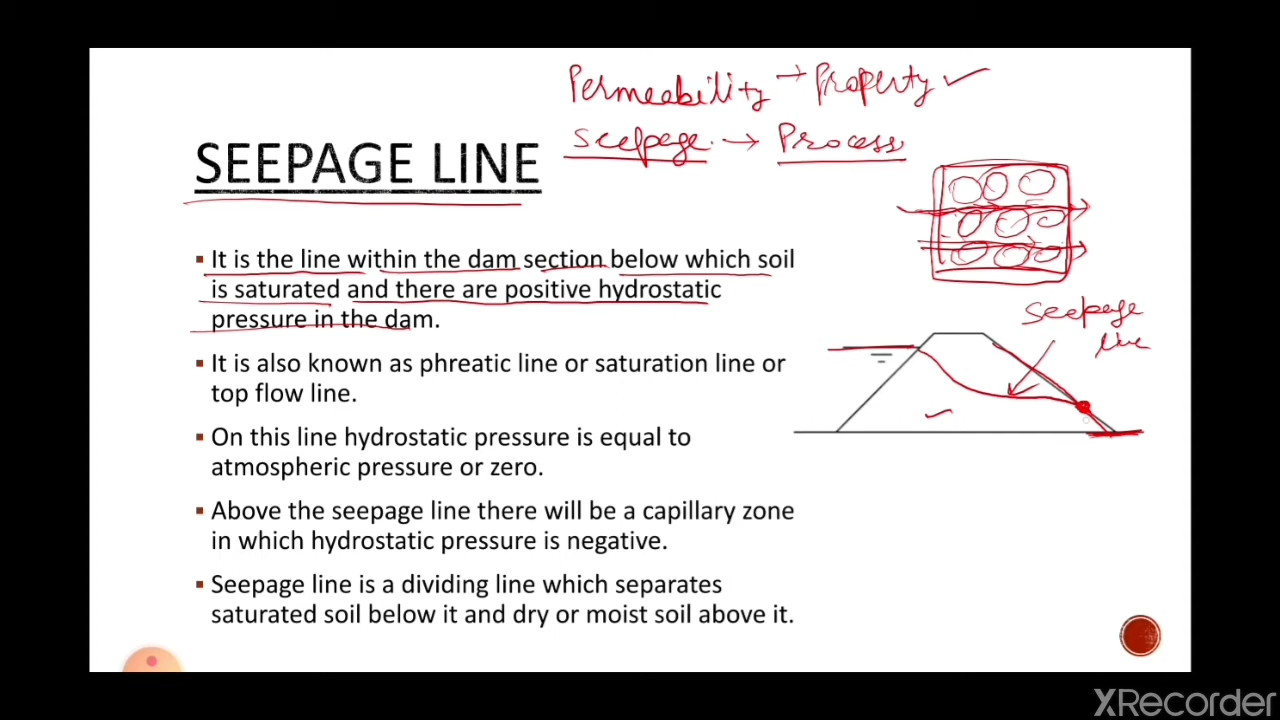 Permeability → Property ✓
Seepage → Process
SEEPAGE LINE
▪ It is the line within the dam section below which soil
is saturated and there are positive hydrostatic
pressure in the dam.
Seepage
line
▪ It is also known as phreatic line or saturation line or
top flow line.
▪ On this line hydrostatic pressure is equal to
atmospheric pressure or zero.
▪ Above the seepage line there will be a capillary zone
in which hydrostatic pressure is negative.
▪ Seepage line is a dividing line which separates
saturated soil below it and dry or moist soil above it.
XRecorder